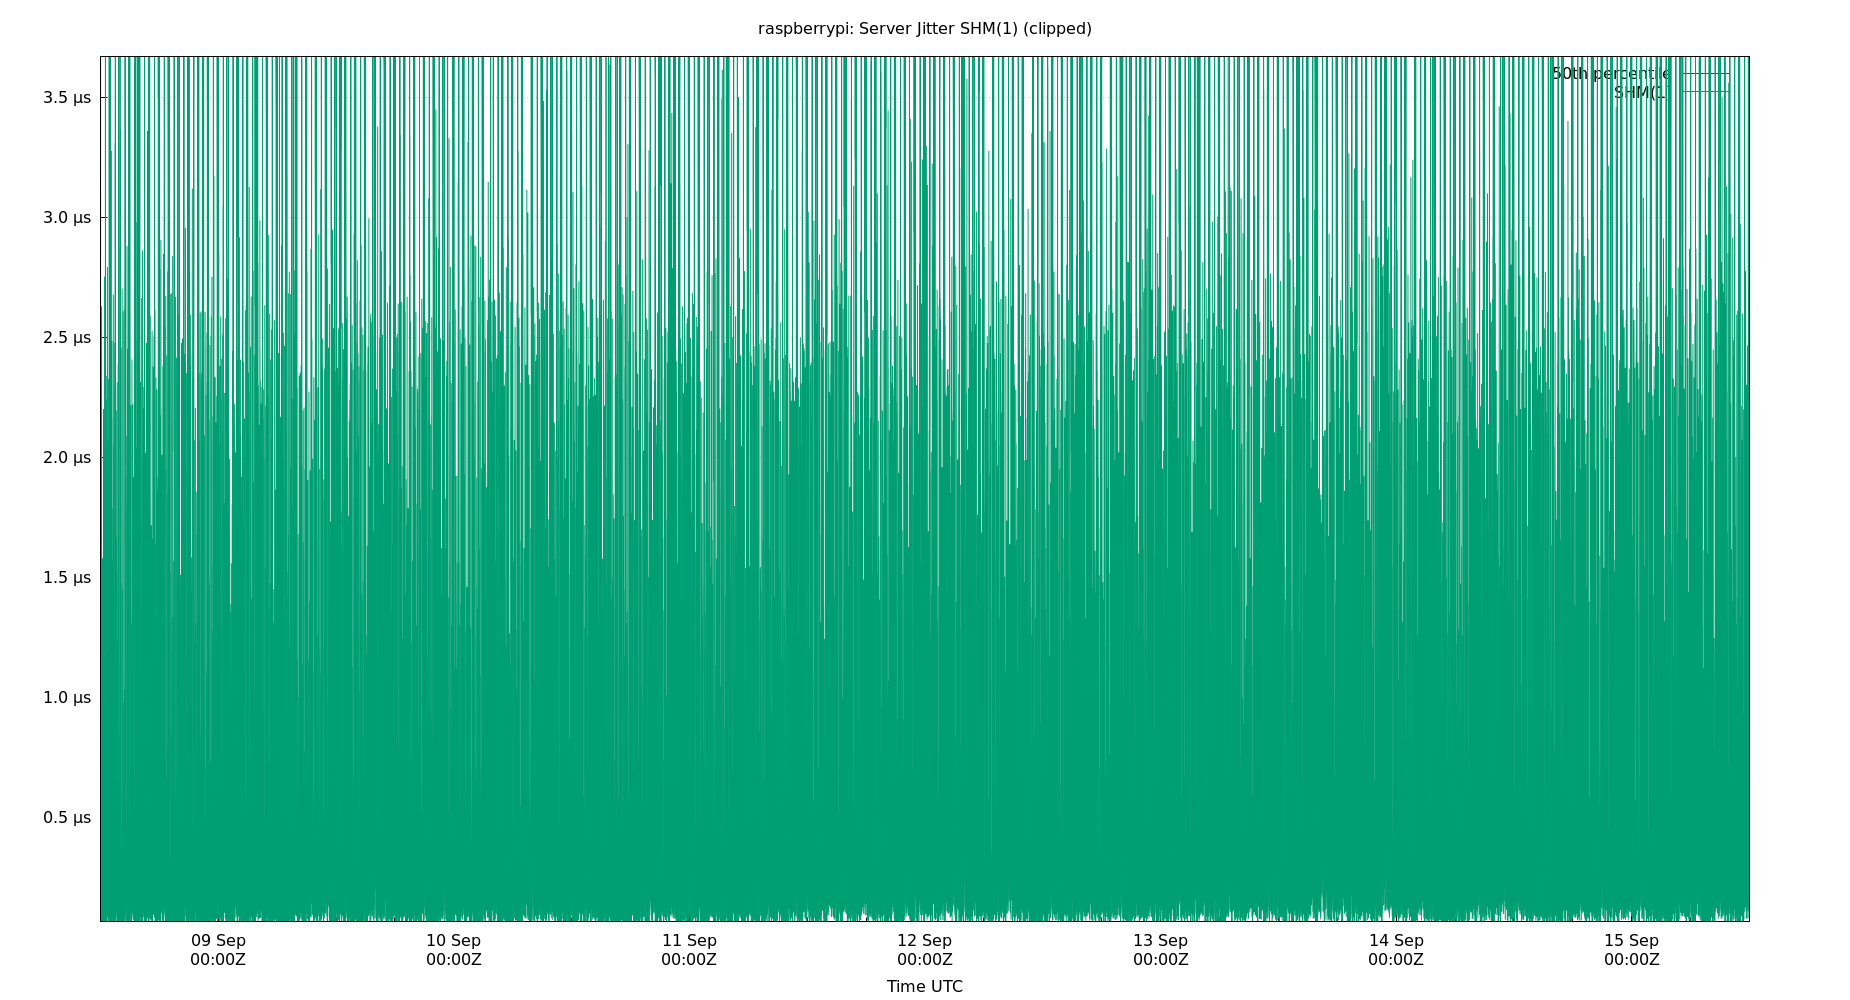 raspberrypi: Server Jitter SHM(1) (clipped)
50th percentile
SHM(1)
3.5 µs
3.0 µs
2.5 µs
2.0 µs
1.5 µs
1.0 µs
0.5 µs
09 Sep 10 Sep 11 Sep 12 Sep 13 Sep 14 Sep 15 Sep
00:00Z 00:00Z 00:00Z 00:00Z 00:00Z 00:00Z 00:00Z
Time UTC